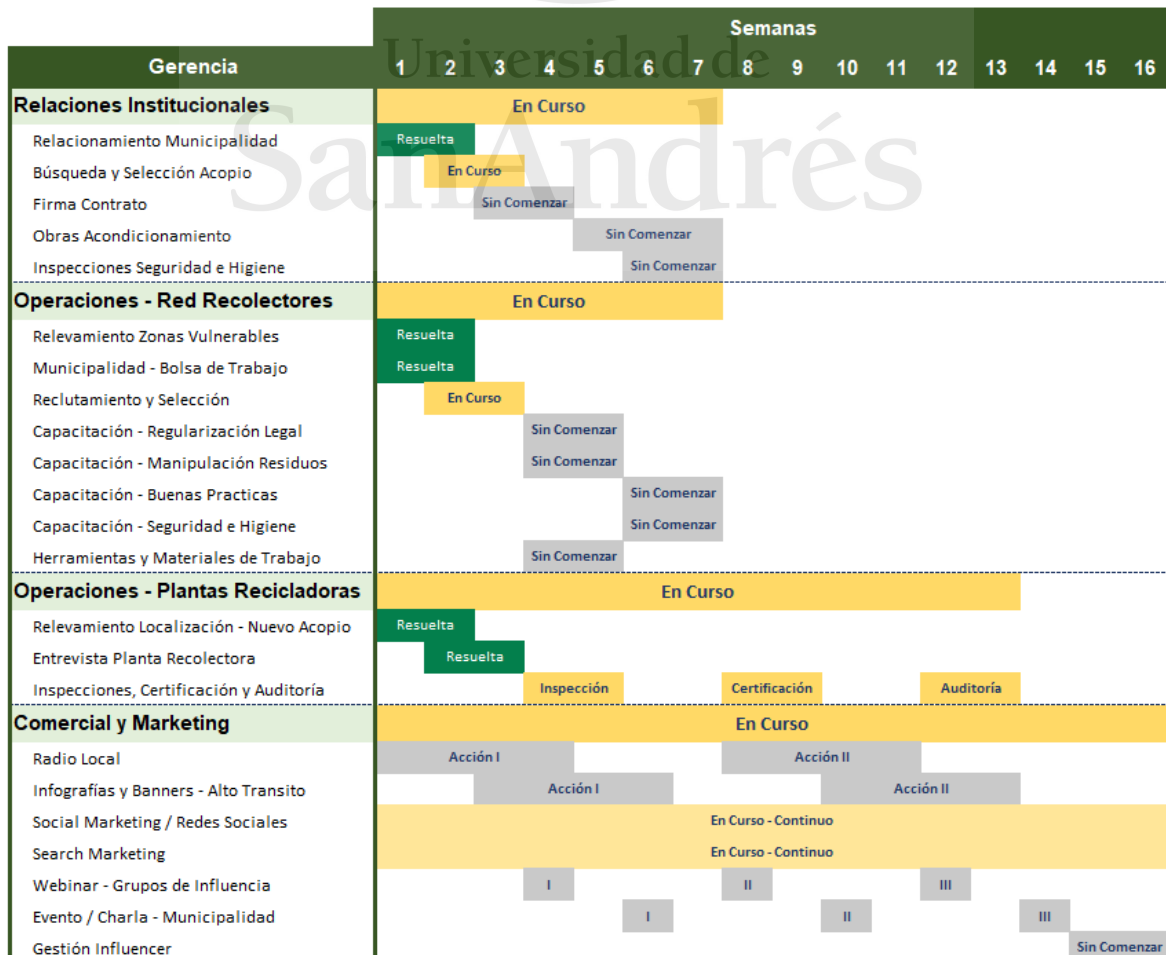 Semanas
Gerencia 1 2 3 4 5 6 7 8 9 10 11 12 13 14 15 16
Universidad de
SanAndrés
Relaciones Institucionales En Curso
Relacionamiento Municipalidad Resuelta
Búsqueda y Selección Acopio En Curso
Firma Contrato Sin Comenzar
Obras Acondicionamiento Sin Comenzar
Inspecciones Seguridad e Higiene Sin Comenzar
Operaciones - Red Recolectores En Curso
Relevamiento Zonas Vulnerables Resuelta
Municipalidad - Bolsa de Trabajo Resuelta
Reclutamiento y Selección En Curso
Capacitación - Regularización Legal Sin Comenzar
Capacitación - Manipulación Residuos Sin Comenzar
Capacitación - Buenas Practicas Sin Comenzar
Capacitación - Seguridad e Higiene Sin Comenzar
Herramientas y Materiales de Trabajo Sin Comenzar
Operaciones - Plantas Recicladoras En Curso
Relevamiento Localización - Nuevo Acopio Resuelta
Entrevista Planta Recolectora Resuelta
Inspecciones, Certificación y Auditoría Inspección Certificación Auditoría
Comercial y Marketing En Curso
Radio Local Acción I Acción II
Infografías y Banners - Alto Transito Acción I Acción II
Social Marketing / Redes Sociales En Curso - Continuo
Search Marketing En Curso - Continuo
Webinar - Grupos de Influencia I II III
Evento / Charla - Municipalidad I II III
Gestión Influencer Sin Comenzar